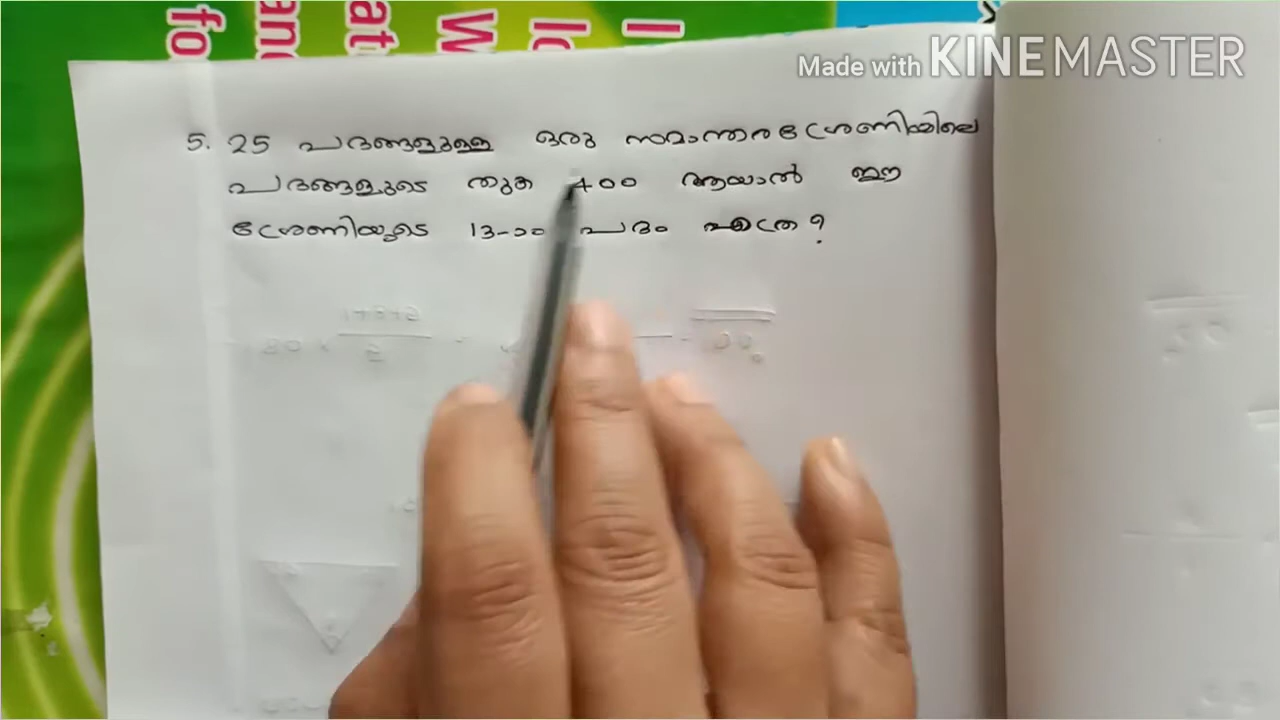 Made with KINEMASTER
5. 25 പദങ്ങളുള്ള ഒരു സമാന്തരശ്രേണിയിലെ
പദങ്ങളുടെ തുക 400 ആയാൽ ഈ
ശ്രേണിയുടെ 13-ാം പദം എത്ര?